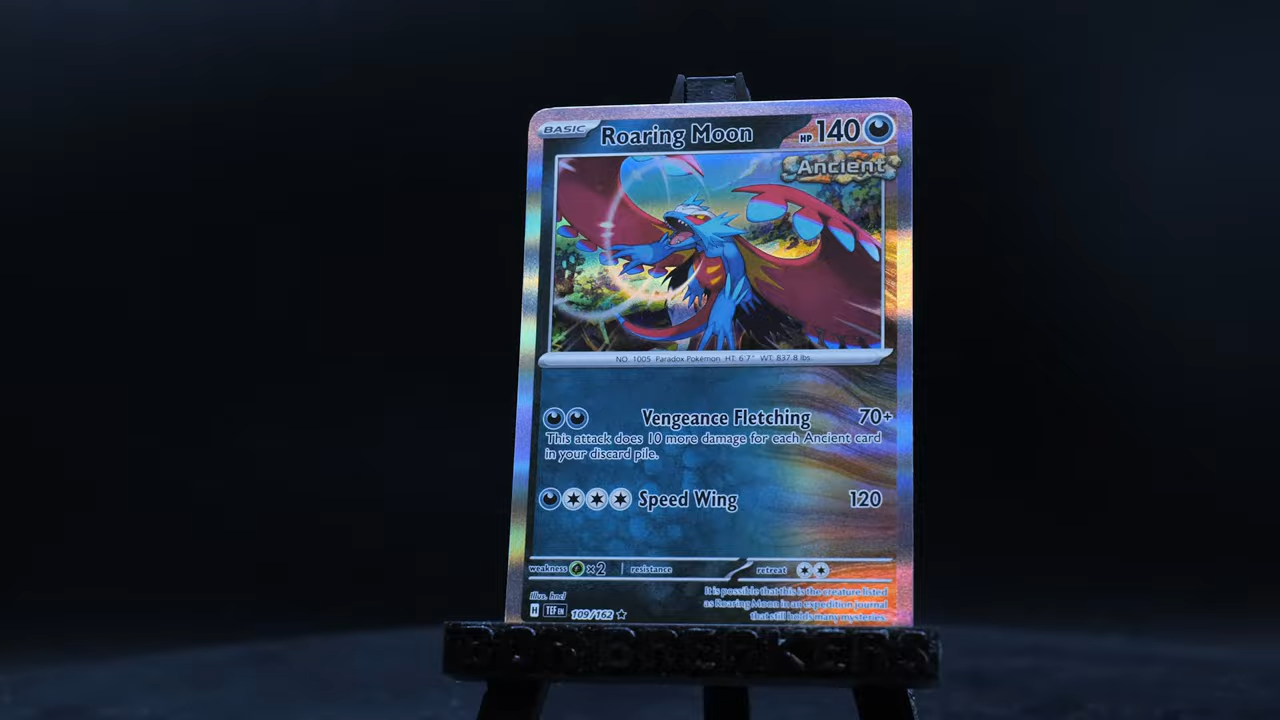 BASIC Roaring Moon HP 140
Ancient
NO. 1005 Paradox Pokémon HT. 6'7" WT. 837.8 lbs.
Vengeance Fletching 70+
This attack does 10 more damage for each Ancient card
in your discard pile.
Speed Wing 120
weakness ×2 resistance retreat
It is possible that this is the creature listed
as Roaring Moon in an expedition journal
that still holds many mysteries.
Illus. hncl
H TEF EN 109/162